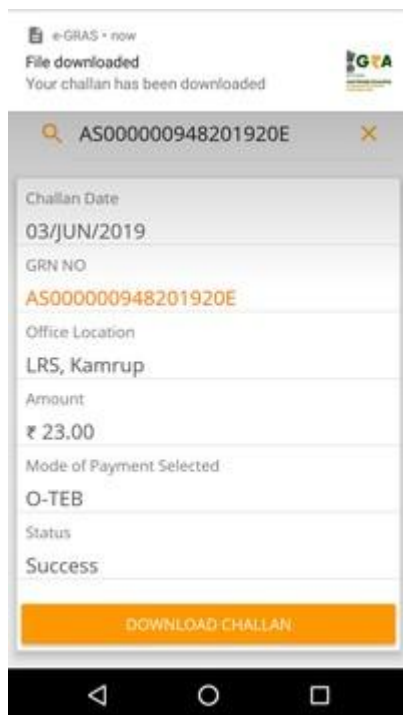 e-GRAS • now
File downloaded
Your challan has been downloaded
GRA
AS000000948201920E
Challan Date
03/JUN/2019
GRN NO
AS000000948201920E
Office Location
LRS, Kamrup
Amount
₹ 23.00
Mode of Payment Selected
O-TEB
Status
Success
DOWNLOAD CHALLAN